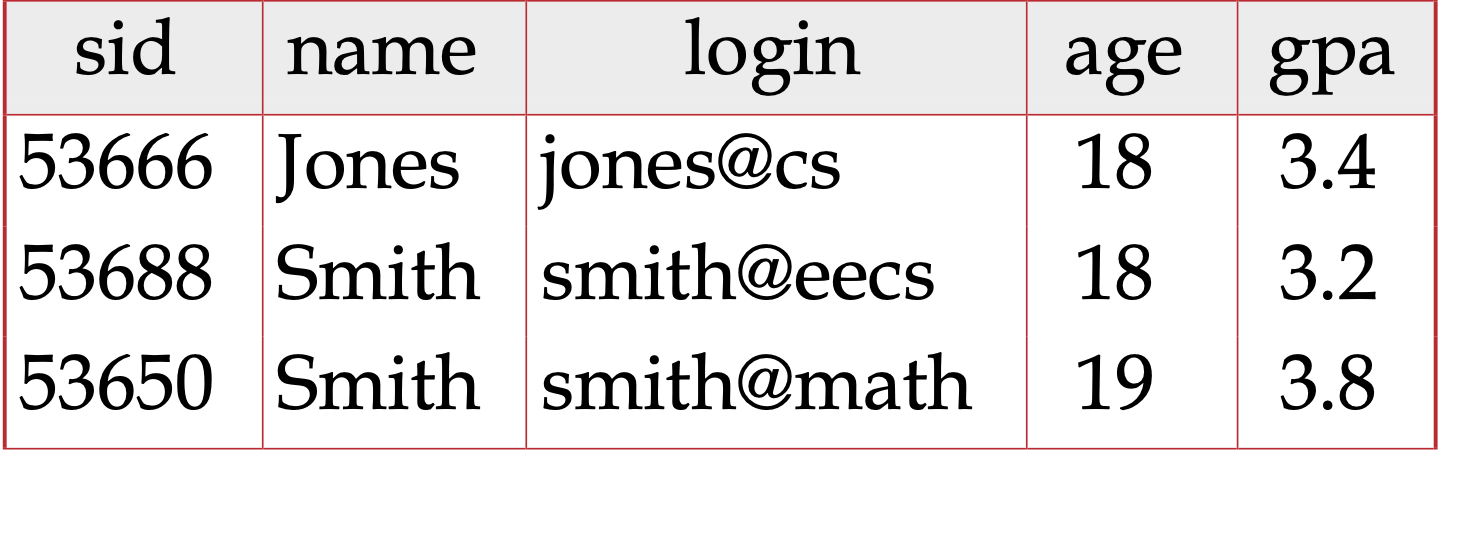 sid name login age gpa
53666 Jones jones@cs 18 3.4
53688 Smith smith@eecs 18 3.2
53650 Smith smith@math 19 3.8